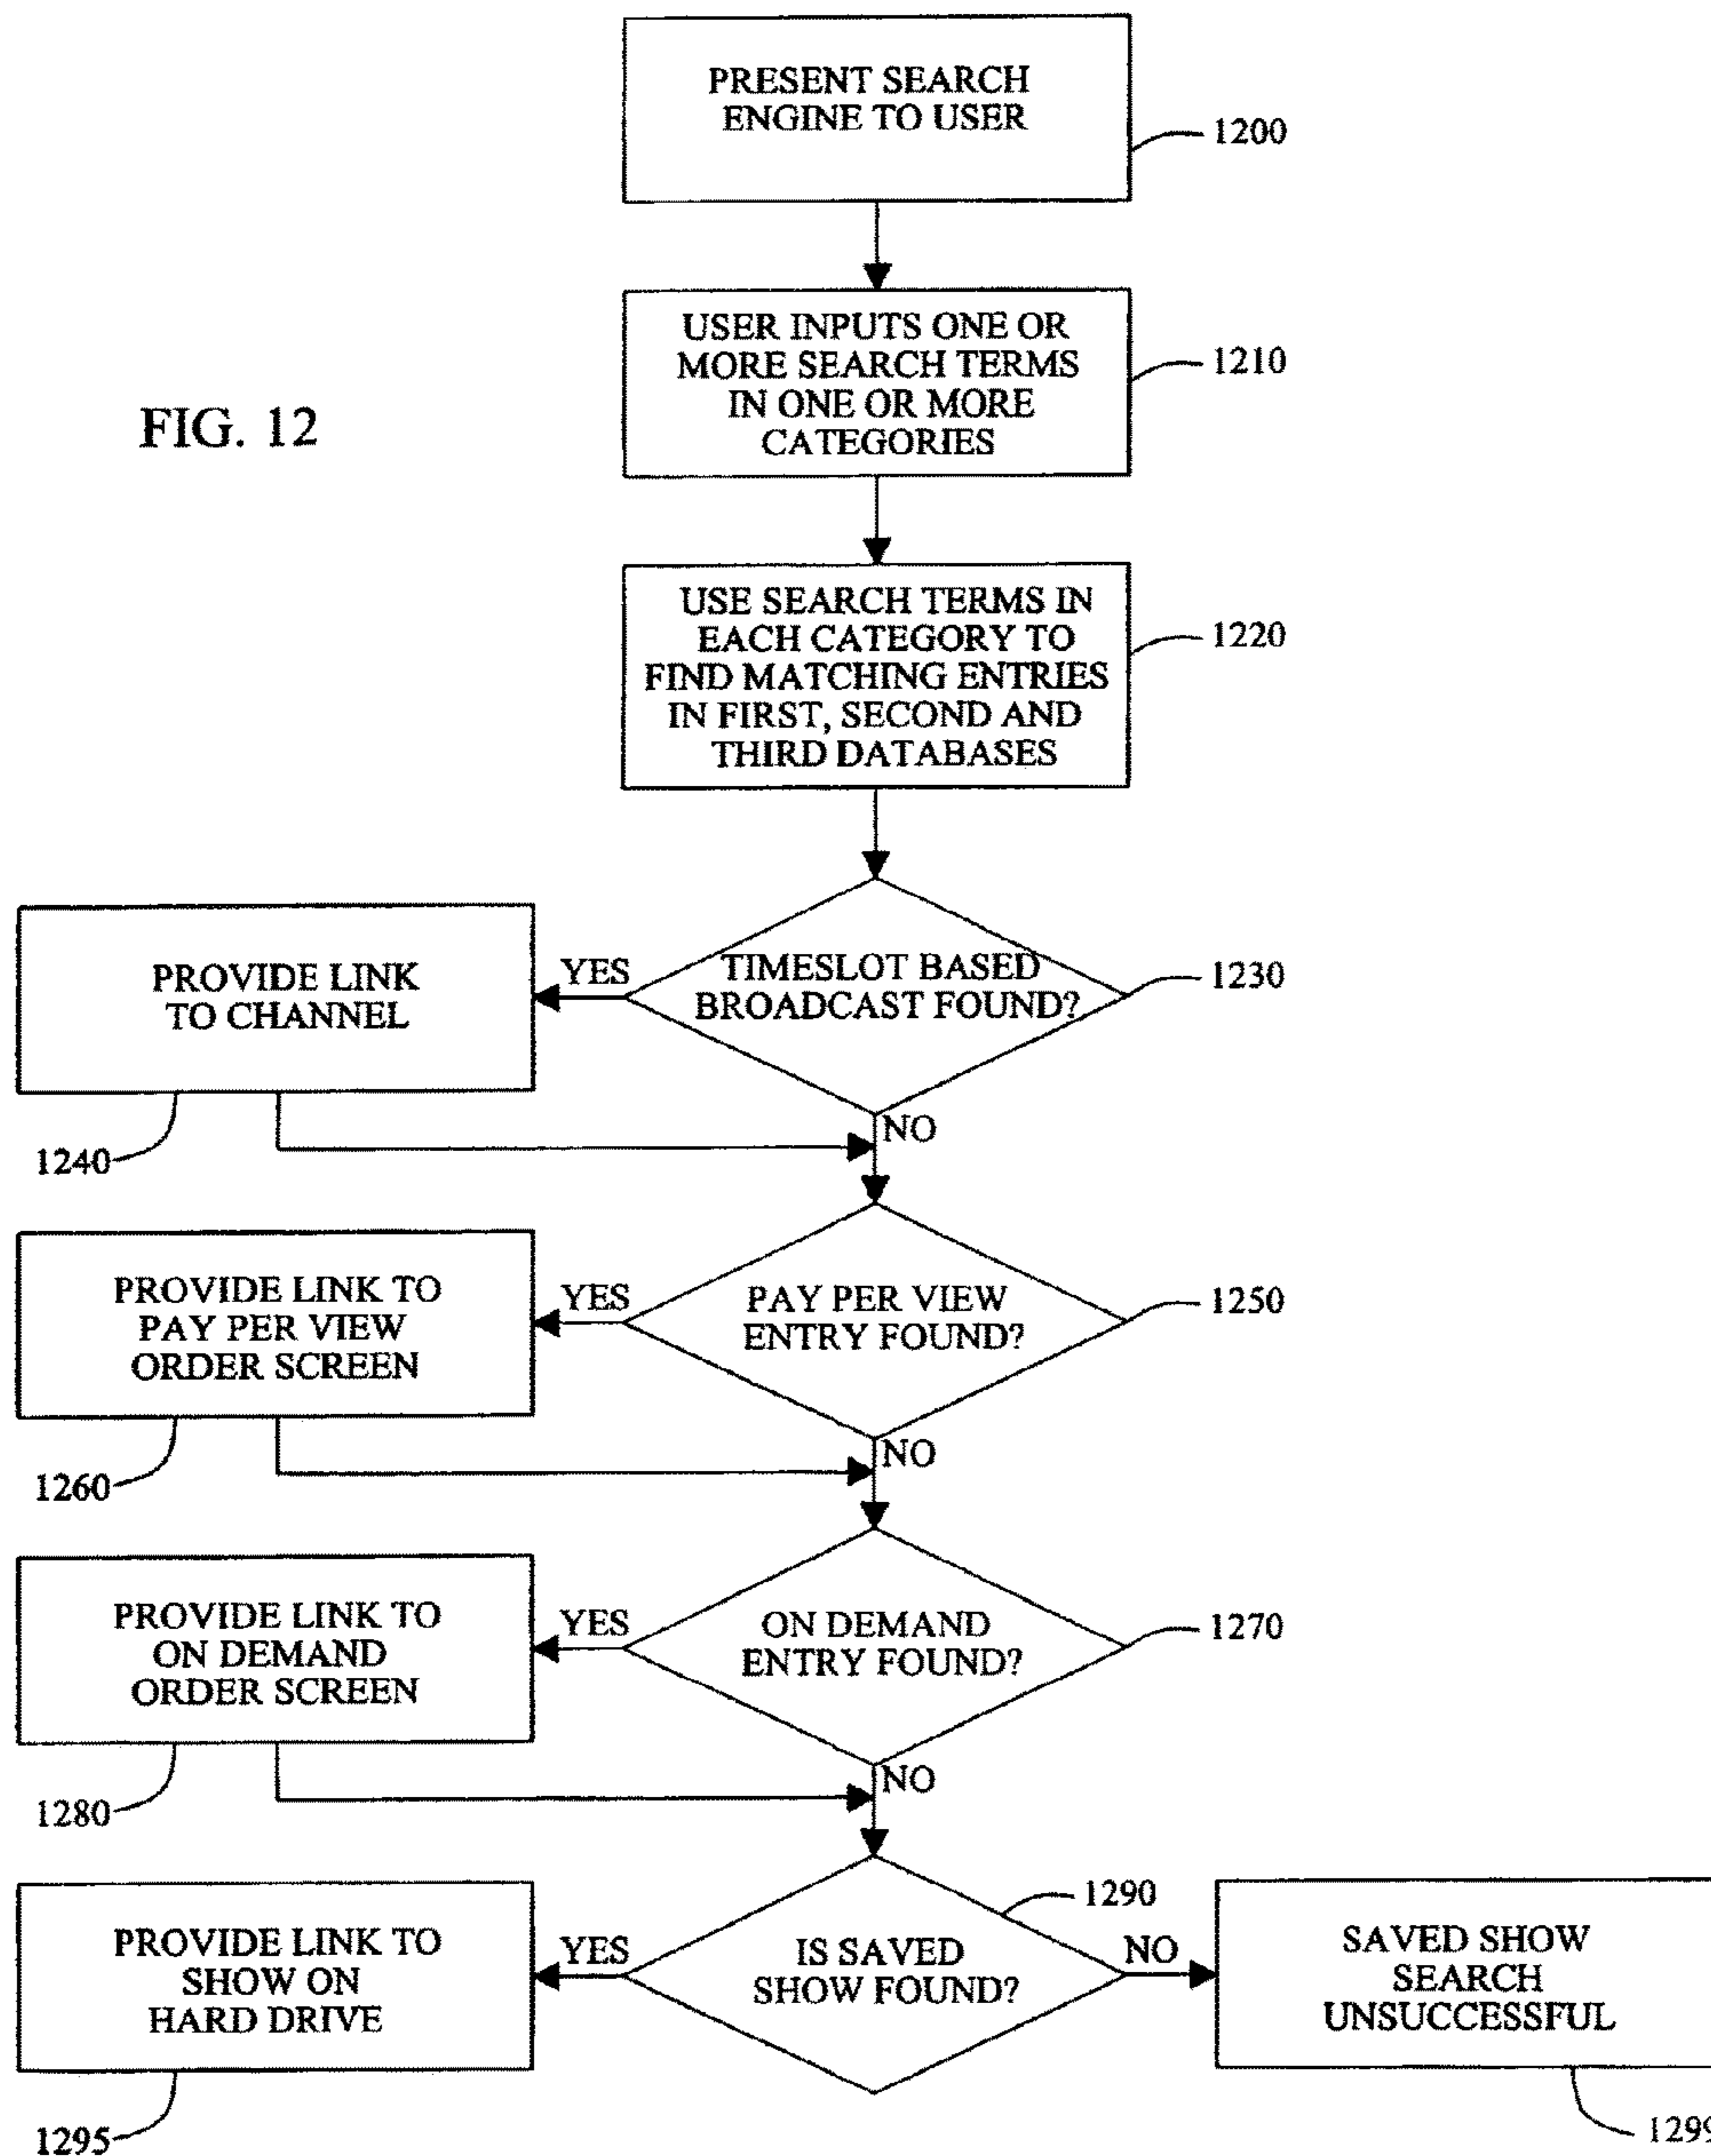 PRESENT SEARCH
ENGINE TO USER
1200
USER INPUTS ONE OR
MORE SEARCH TERMS
IN ONE OR MORE
CATEGORIES
1210
FIG. 12
USE SEARCH TERMS IN
EACH CATEGORY TO
FIND MATCHING ENTRIES
IN FIRST, SECOND AND
THIRD DATABASES
1220
PROVIDE LINK
TO CHANNEL
YES
TIMESLOT BASED
BROADCAST FOUND?
1230
NO
1240
PROVIDE LINK TO
PAY PER VIEW
ORDER SCREEN
YES
PAY PER VIEW
ENTRY FOUND?
1250
NO
1260
PROVIDE LINK TO
ON DEMAND
ORDER SCREEN
YES
ON DEMAND
ENTRY FOUND?
1270
NO
1280
PROVIDE LINK TO
SHOW ON
HARD DRIVE
YES
IS SAVED
SHOW FOUND?
1290
NO
SAVED SHOW
SEARCH
UNSUCCESSFUL
1295
1299